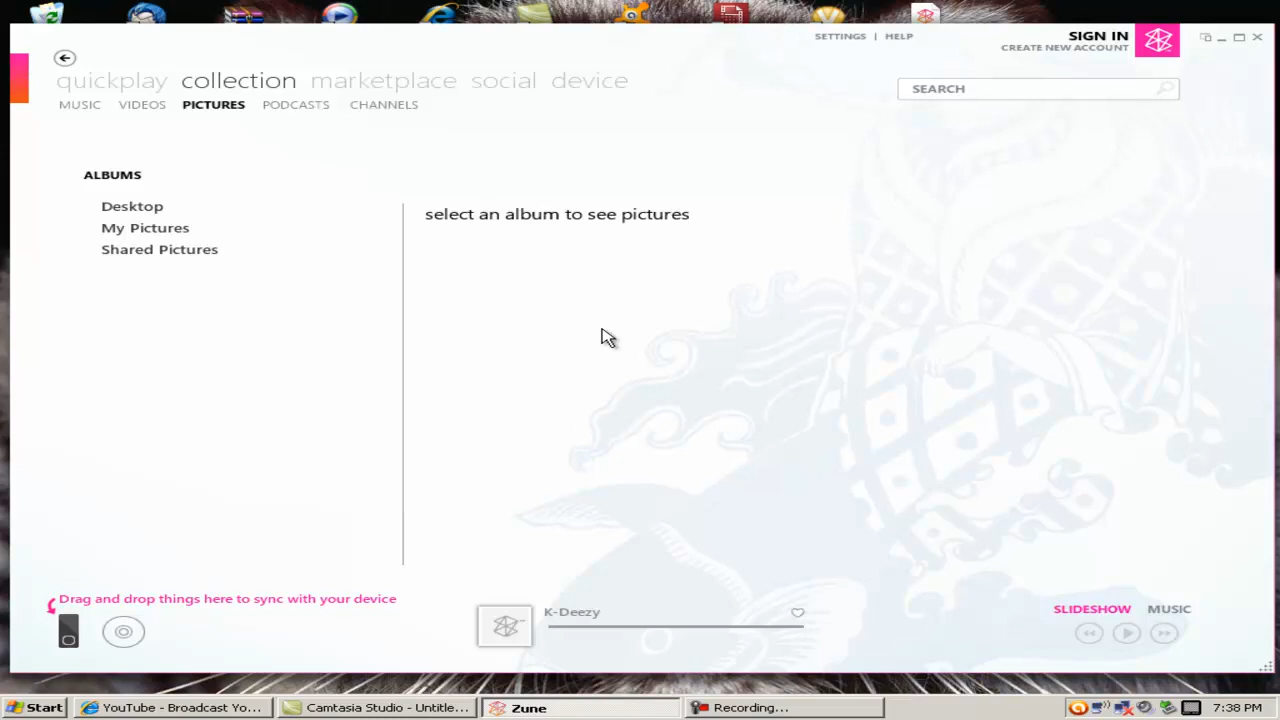 SETTINGS | HELP
SIGN IN
CREATE NEW ACCOUNT
quickplay collection marketplace social device
MUSIC VIDEOS PICTURES PODCASTS CHANNELS
SEARCH
ALBUMS
Desktop
My Pictures
Shared Pictures
select an album to see pictures
Drag and drop things here to sync with your device
K-Deezy
SLIDESHOW MUSIC
Start YouTube - Broadcast Yo... Camtasia Studio - Untitle... Zune Recording... 7:38 PM